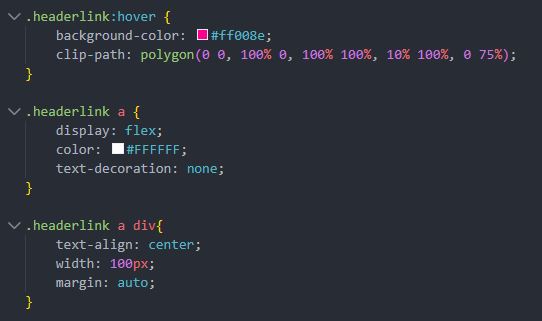 .headerlink:hover {
background-color: #ff008e;
clip-path: polygon(0 0, 100% 0, 100% 100%, 10% 100%, 0 75%);
}
.headerlink a {
display: flex;
color: #FFFFFF;
text-decoration: none;
}
.headerlink a div{
text-align: center;
width: 100px;
margin: auto;
}